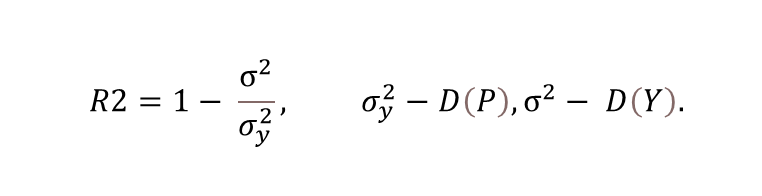 R2 = 1 − σ²/σ_y², σ_y² − D(P), σ² − D(Y).